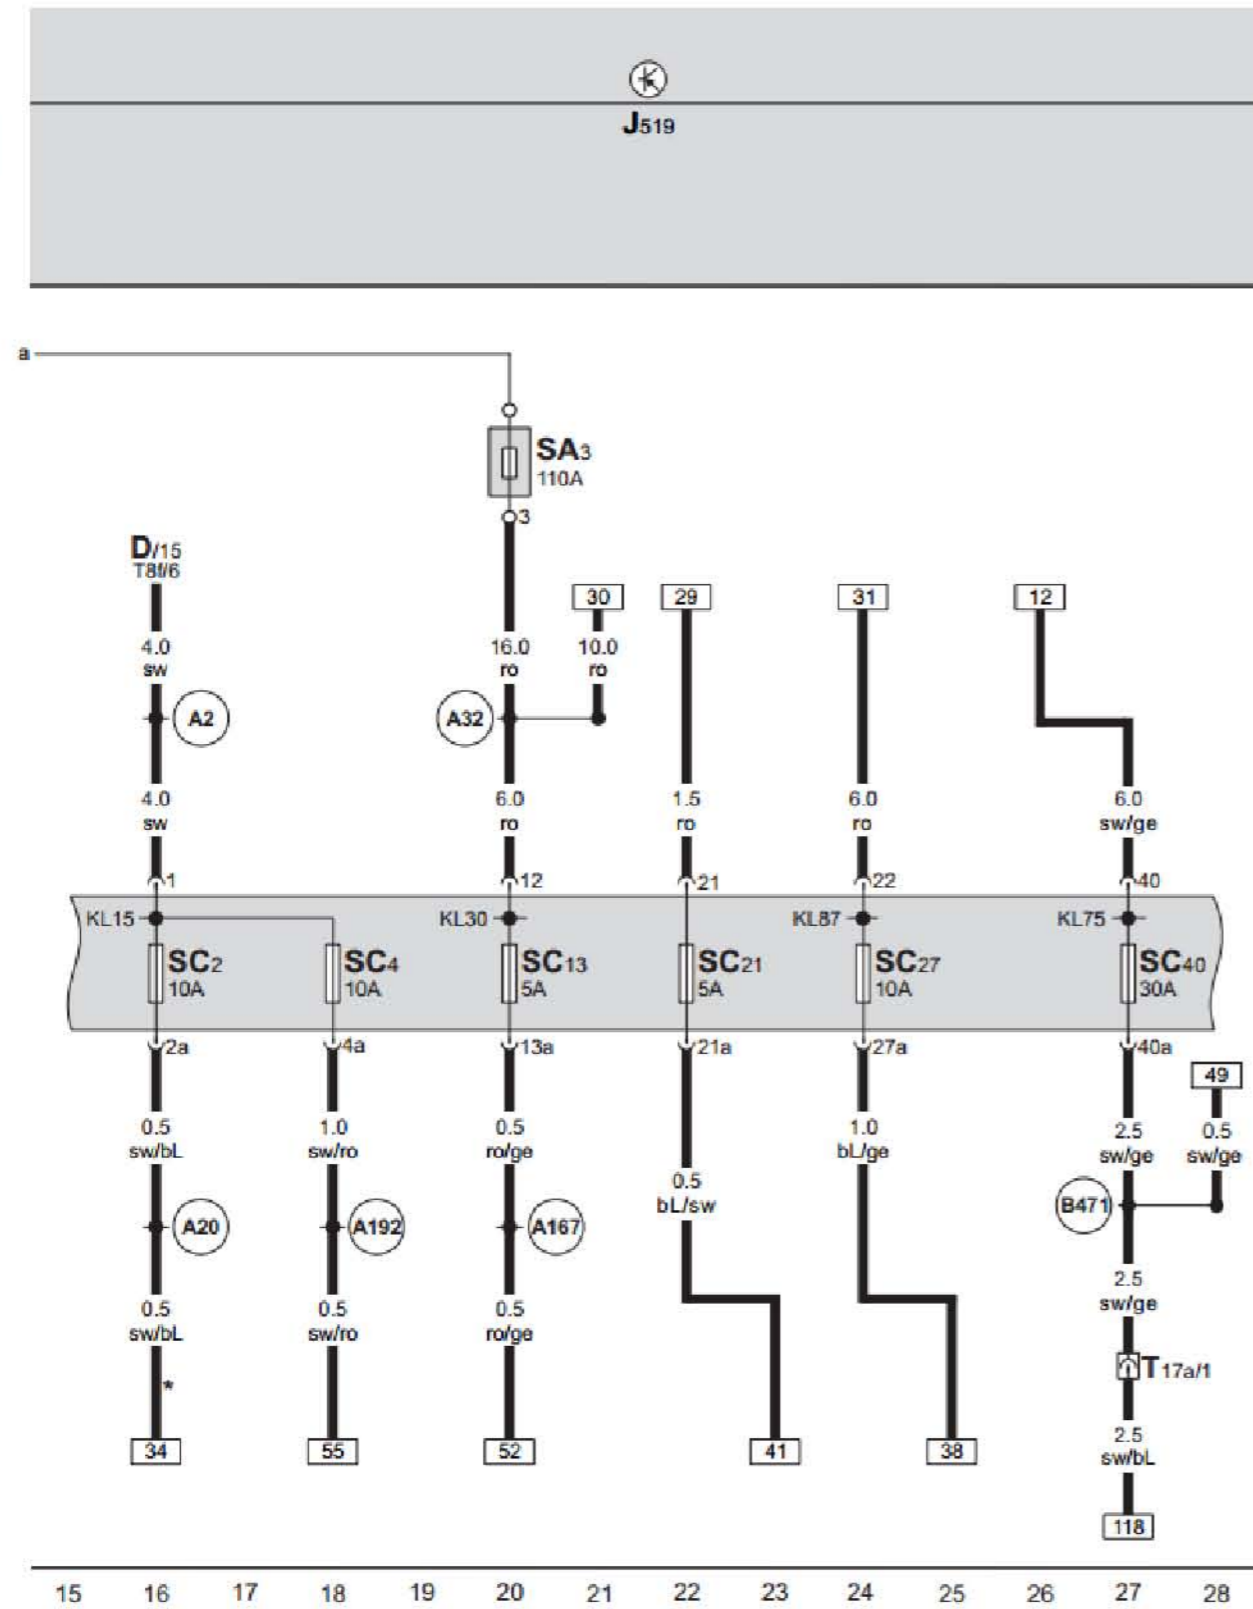 J519
a
SA3
110A
3
D/15
T8f/6
30 29 31 12
4.0 16.0 10.0
sw ro ro
A2 A32
4.0 6.0 1.5 6.0 6.0
sw ro ro ro sw/ge
1 12 21 22 40
KL15 KL30 KL87 KL75
SC2 SC4 SC13 SC21 SC27 SC40
10A 10A 5A 5A 10A 30A
2a 4a 13a 21a 27a 40a
49
0.5 1.0 0.5 1.0 2.5 0.5
sw/bL sw/ro ro/ge bL/ge sw/ge sw/ge
0.5
bL/sw
B471
A20 A192 A167
2.5
sw/ge
0.5 0.5 0.5
sw/bL sw/ro ro/ge
T17a/1
*
2.5
sw/bL
34 55 52 41 38
118
15 16 17 18 19 20 21 22 23 24 25 26 27 28